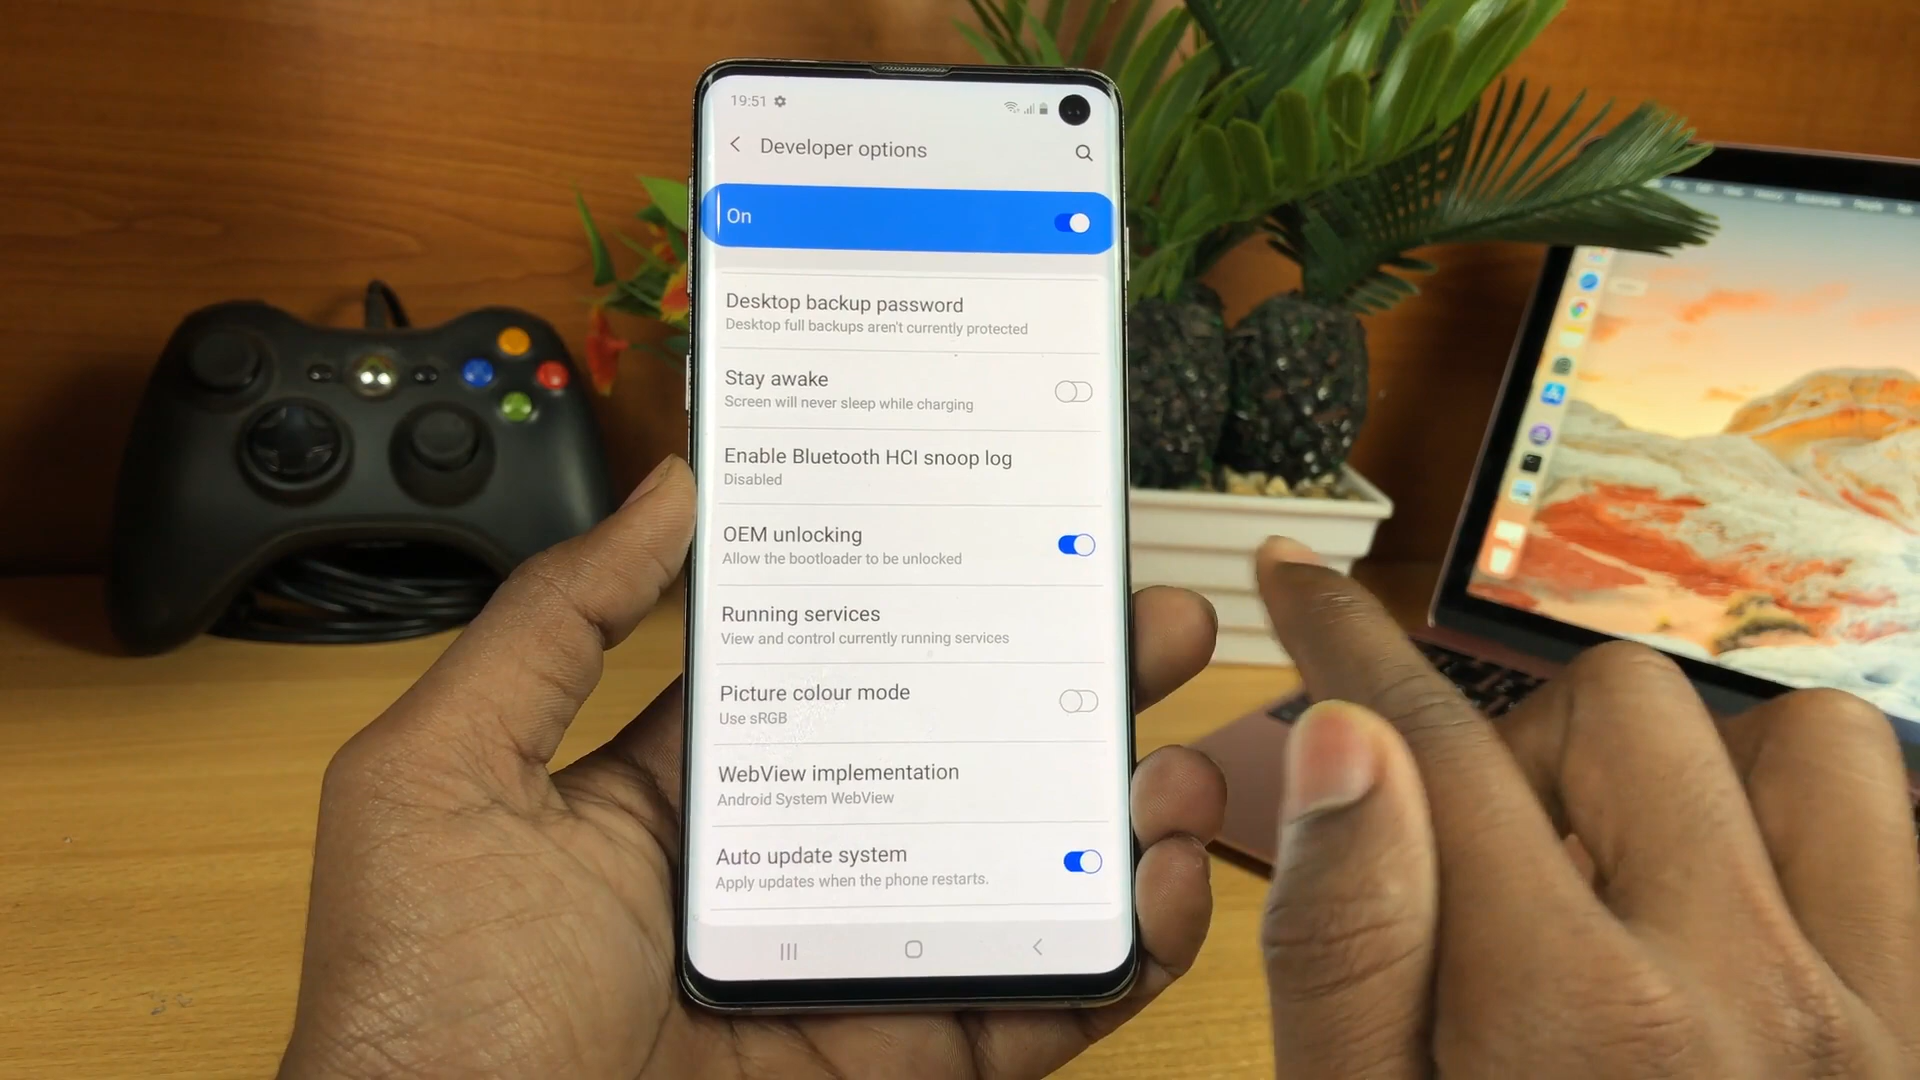 19:51
Developer options
On
Desktop backup password
Desktop full backups aren't currently protected
Stay awake
Screen will never sleep while charging
Enable Bluetooth HCI snoop log
Disabled
OEM unlocking
Allow the bootloader to be unlocked
Running services
View and control currently running services
Picture colour mode
Use sRGB
WebView implementation
Android System WebView
Auto update system
Apply updates when the phone restarts.